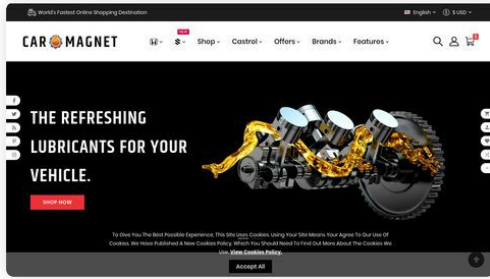 World's Fastest Online Shopping Destination
English
$ USD
CAR MAGNET
Shop
Castrol
Offers
Brands
Features
THE REFRESHING
LUBRICANTS FOR YOUR
VEHICLE.
SHOP NOW
To Give You The Best Possible Experience, This Site Uses Cookies. Using Your Site Means Your Agree To Our Use Of
Cookies. We Have Published A New Cookies Policy, Which You Should Need To Find Out More About The Cookies We
Use. View Cookies Policy.
Accept All